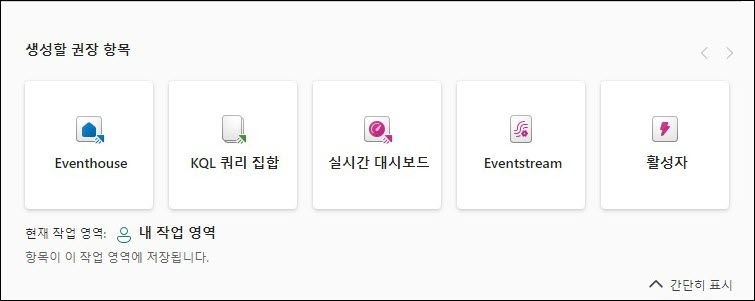 생성할 권장 항목
Eventhouse
KQL 쿼리 집합
실시간 대시보드
Eventstream
활성자
현재 작업 영역: 내 작업 영역
항목이 이 작업 영역에 저장됩니다.
간단히 표시